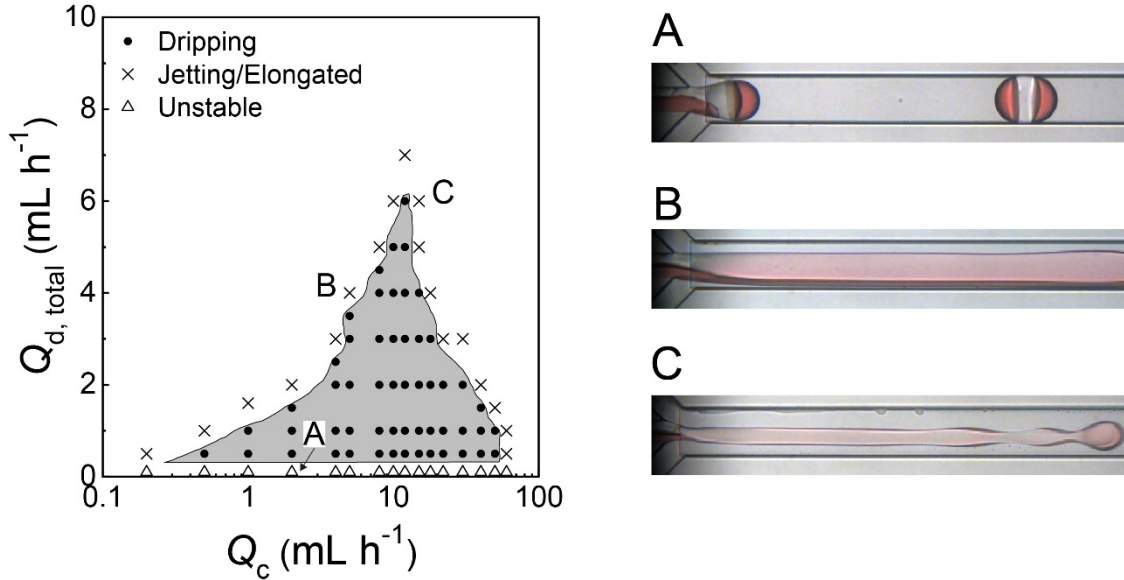 10
8
6
4
2
0
Q_d, total (mL h⁻¹)
Dripping
Jetting/Elongated
Unstable
C
B
A
0.1 1 10 100
Q_c (mL h⁻¹)
A
B
C